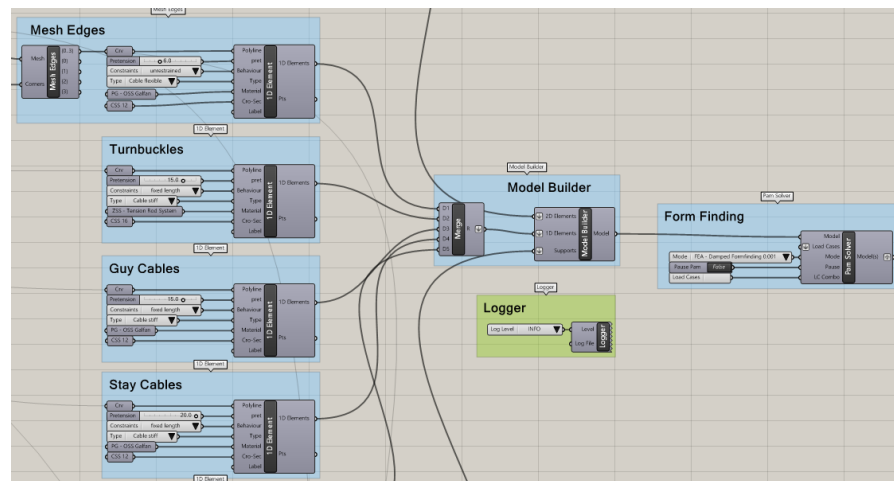 Mesh Edges
Mesh Edges
Mesh
Corners
Mesh Edges
(0, 3)
(0)
(1)
(2)
(3)
Crv
Pretension
6.0
Constraints : unrestrained
Type : Cable flexible
PG - OSS Galfan
CSS 12
Polyline
pret
Behaviour
Type
Material
Cro-Sec
Label
1D Element
1D Elements
Pts
1D Element
Turnbuckles
Crv
Pretension
15.0
Constraints : fixed length
Type : Cable stiff
ZSS - Tension Rod System
CSS 16
Polyline
pret
Behaviour
Type
Material
Cro-Sec
Label
1D Element
1D Elements
Pts
1D Element
Guy Cables
Crv
Pretension
15.0
Constraints : fixed length
Type : Cable stiff
PG - OSS Galfan
CSS 12
Polyline
pret
Behaviour
Type
Material
Cro-Sec
Label
1D Element
1D Elements
Pts
1D Element
Stay Cables
Crv
Pretension
20.0
Constraints : fixed length
Type : Cable stiff
PG - OSS Galfan
CSS 12
Polyline
pret
Behaviour
Type
Material
Cro-Sec
Label
1D Element
1D Elements
Pts
1D Element
Model Builder
Model Builder
D1
D2
D3
D4
D5
Merge
R
2D Elements
1D Elements
Supports
Model Builder
Model
Logger
Logger
Log Level INFO
Level
Log File
Logger
Pam Solver
Form Finding
Mode : FEA - Damped Formfinding 0.001
Pause Pam False
Load Cases
Model
Load Cases
Mode
Pause
LC Combo
Pam Solver
Model(s)